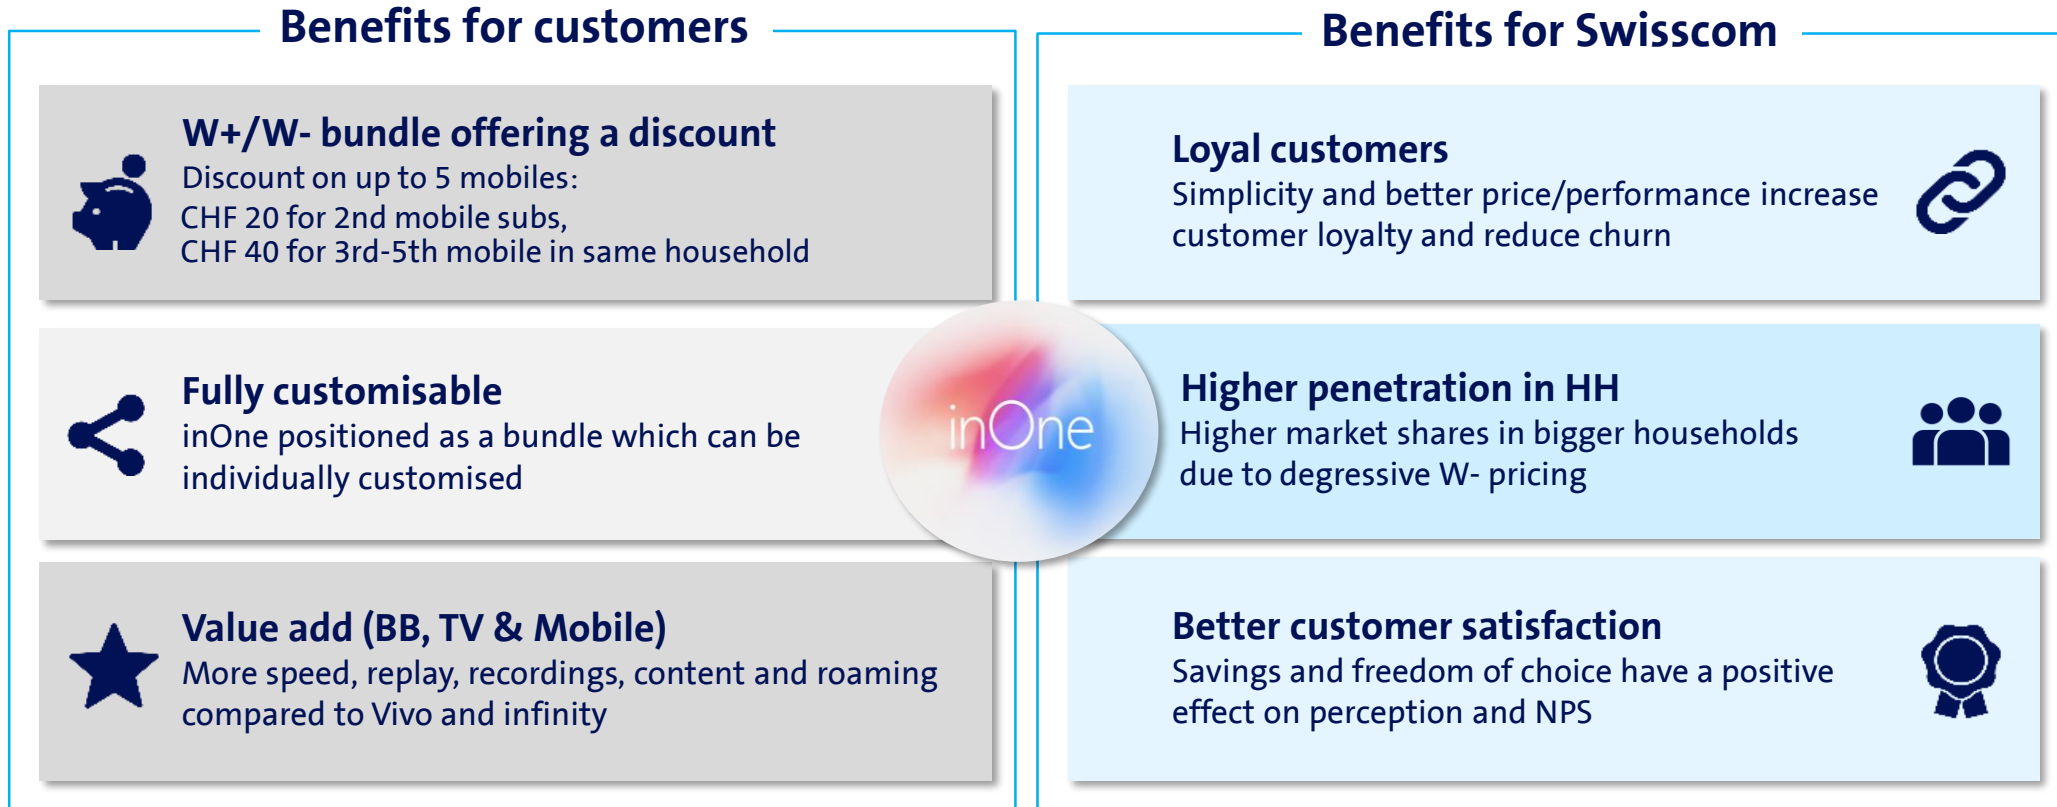 Benefits for customers
W+/W- bundle offering a discount
Discount on up to 5 mobiles:
CHF 20 for 2nd mobile subs,
CHF 40 for 3rd-5th mobile in same household
Fully customisable
inOne positioned as a bundle which can be
individually customised
Value add (BB, TV & Mobile)
More speed, replay, recordings, content and roaming
compared to Vivo and infinity
inOne
Benefits for Swisscom
Loyal customers
Simplicity and better price/performance increase
customer loyalty and reduce churn
Higher penetration in HH
Higher market shares in bigger households
due to degressive W- pricing
Better customer satisfaction
Savings and freedom of choice have a positive
effect on perception and NPS